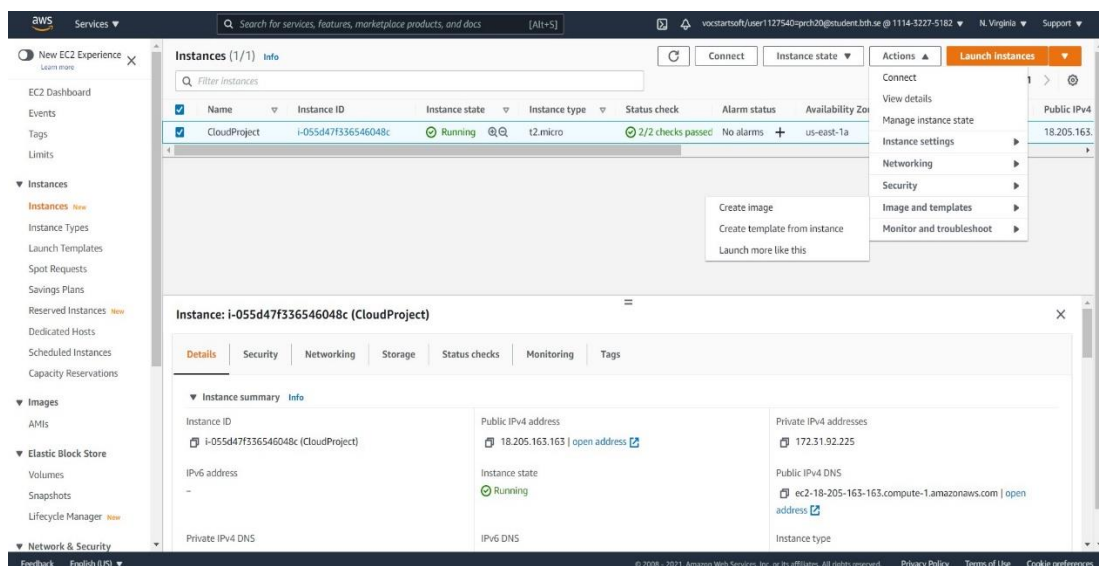 aws Services ▼ Search for services, features, marketplace products, and docs [Alt+S] vocstartsoft/user1127540=prch20@student.bth.se @ 1114-3227-5182 ▼ N. Virginia ▼ Support ▼
New EC2 Experience
Learn more
EC2 Dashboard
Events
Tags
Limits
▼ Instances
Instances New
Instance Types
Launch Templates
Spot Requests
Savings Plans
Reserved Instances New
Dedicated Hosts
Scheduled Instances
Capacity Reservations
▼ Images
AMIs
▼ Elastic Block Store
Volumes
Snapshots
Lifecycle Manager New
▼ Network & Security
Instances (1/1) Info
Connect Instance state ▼ Actions ▲ Launch instances ▼
Filter instances
1 >
Name Instance ID Instance state Instance type Status check Alarm status Availability Zo Public IPv4
CloudProject i-055d47f336546048c Running t2.micro 2/2 checks passed No alarms + us-east-1a 18.205.163.
Connect
View details
Manage instance state
Instance settings
Networking
Security
Image and templates
Monitor and troubleshoot
Create image
Create template from instance
Launch more like this
Instance: i-055d47f336546048c (CloudProject)
Details Security Networking Storage Status checks Monitoring Tags
▼ Instance summary Info
Instance ID Public IPv4 address Private IPv4 addresses
i-055d47f336546048c (CloudProject) 18.205.163.163 | open address 172.31.92.225
IPv6 address Instance state Public IPv4 DNS
– Running ec2-18-205-163-163.compute-1.amazonaws.com | open
address
Private IPv4 DNS IPv6 DNS Instance type
Feedback English (US) ▼ © 2008 - 2021, Amazon Web Services, Inc. or its affiliates. All rights reserved. Privacy Policy Terms of Use Cookie preferences